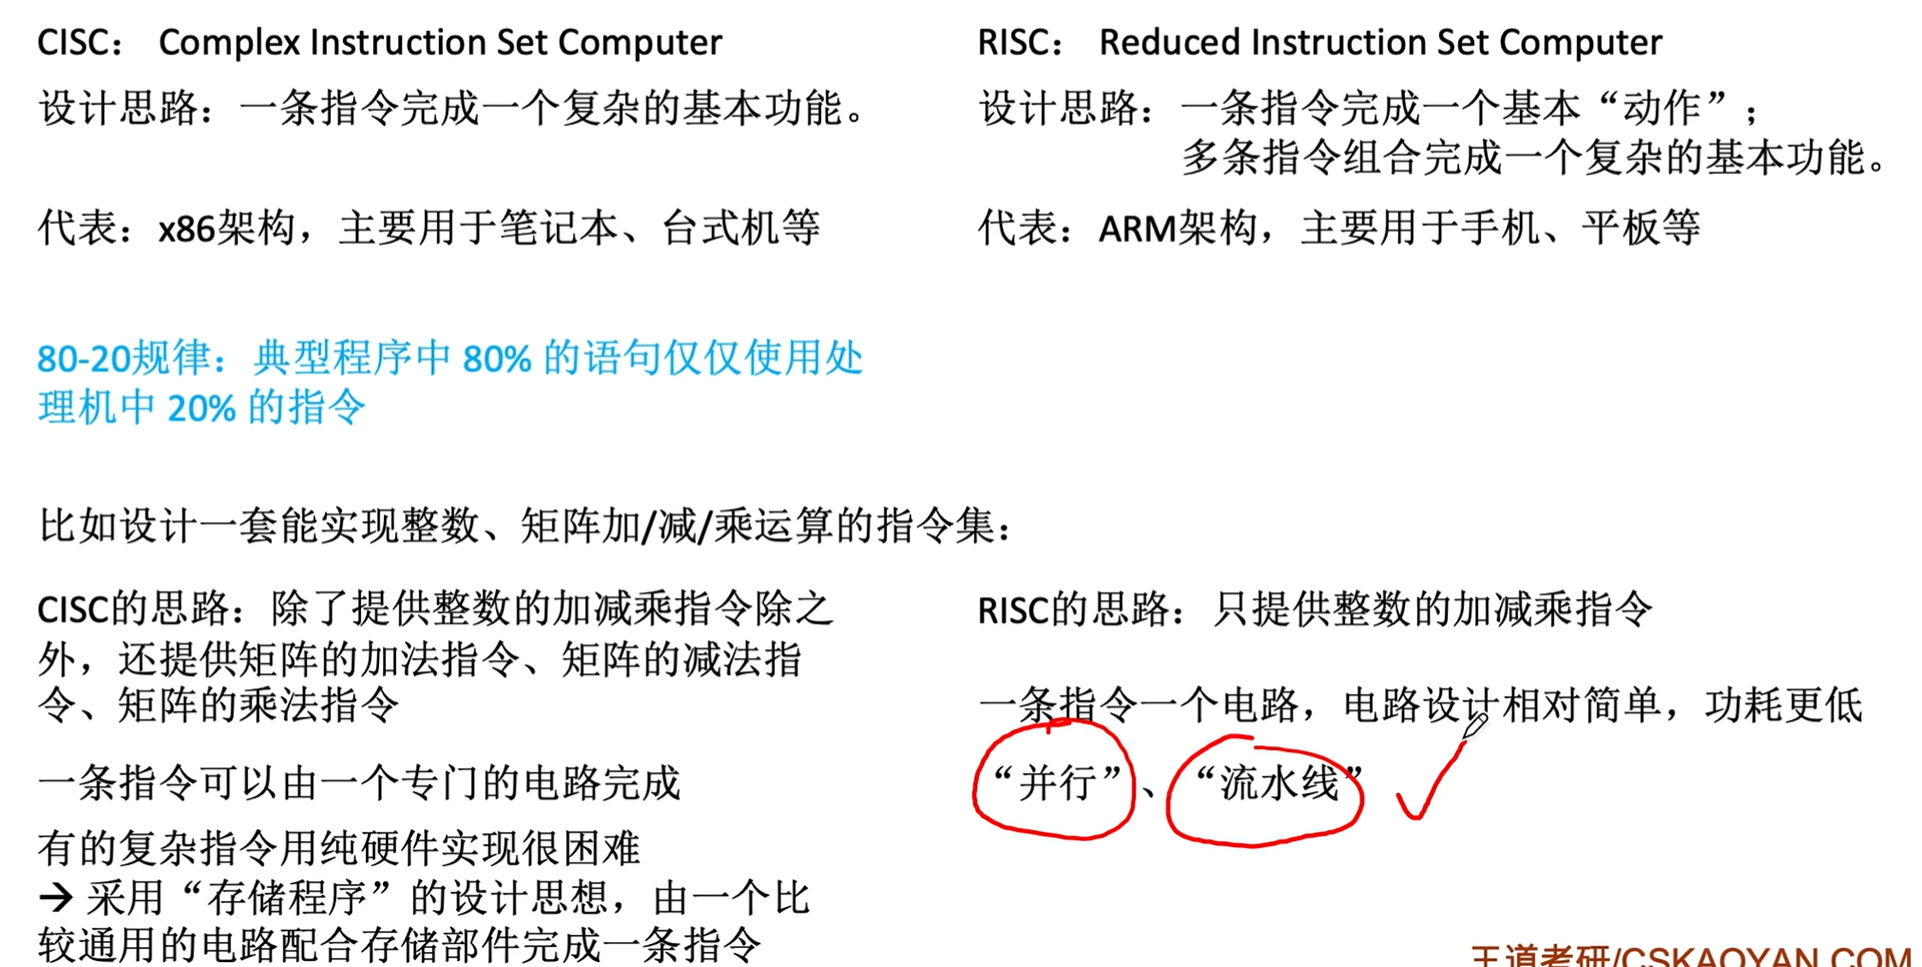 CISC： Complex Instruction Set Computer
设计思路：一条指令完成一个复杂的基本功能。
代表：x86架构，主要用于笔记本、台式机等
RISC： Reduced Instruction Set Computer
设计思路：一条指令完成一个基本“动作”；
多条指令组合完成一个复杂的基本功能。
代表：ARM架构，主要用于手机、平板等
80-20规律：典型程序中 80% 的语句仅仅使用处
理机中 20% 的指令
比如设计一套能实现整数、矩阵加/减/乘运算的指令集：
CISC的思路：除了提供整数的加减乘指令除之
外，还提供矩阵的加法指令、矩阵的减法指
令、矩阵的乘法指令
一条指令可以由一个专门的电路完成
有的复杂指令用纯硬件实现很困难
→ 采用“存储程序”的设计思想，由一个比
较通用的电路配合存储部件完成一条指令
RISC的思路：只提供整数的加减乘指令
一条指令一个电路，电路设计相对简单，功耗更低
“并行”、“流水线”
王道考研/CSKAOYAN.COM